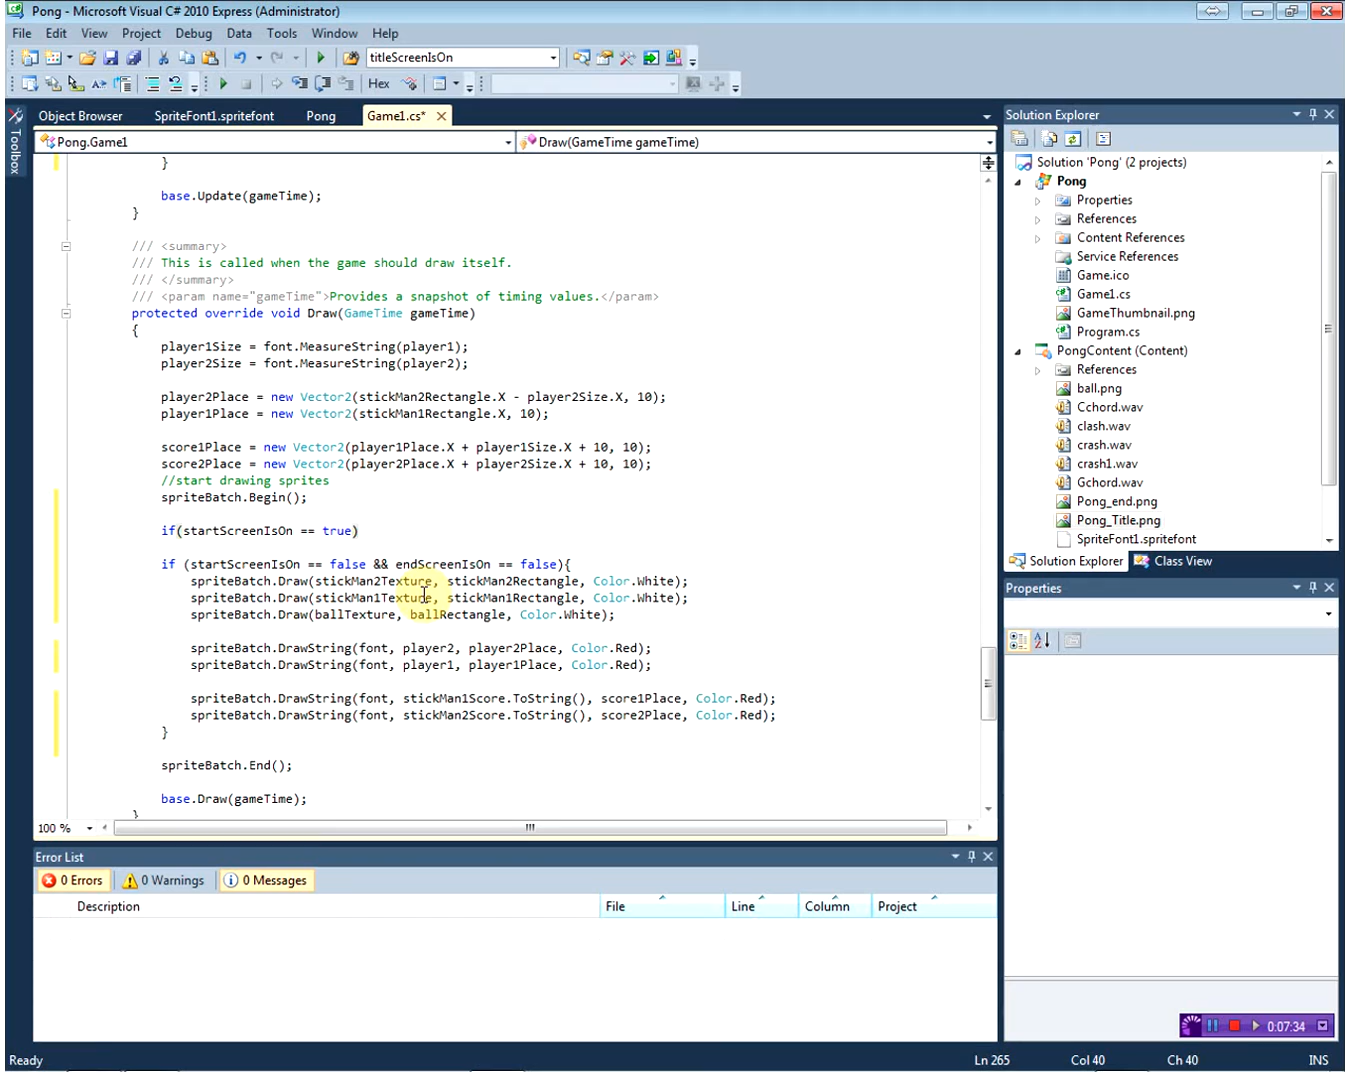 Pong - Microsoft Visual C# 2010 Express (Administrator)
File Edit View Project Debug Data Tools Window Help
titleScreenIsOn
Hex
Object Browser SpriteFont1.spritefont Pong Game1.cs*
Pong.Game1 Draw(GameTime gameTime)
}
base.Update(gameTime);
}
/// <summary>
/// This is called when the game should draw itself.
/// </summary>
/// <param name="gameTime">Provides a snapshot of timing values.</param>
protected override void Draw(GameTime gameTime)
{
player1Size = font.MeasureString(player1);
player2Size = font.MeasureString(player2);
player2Place = new Vector2(stickMan2Rectangle.X - player2Size.X, 10);
player1Place = new Vector2(stickMan1Rectangle.X, 10);
score1Place = new Vector2(player1Place.X + player1Size.X + 10, 10);
score2Place = new Vector2(player2Place.X + player2Size.X + 10, 10);
//start drawing sprites
spriteBatch.Begin();
if(startScreenIsOn == true)
if (startScreenIsOn == false && endScreenIsOn == false){
spriteBatch.Draw(stickMan2Texture, stickMan2Rectangle, Color.White);
spriteBatch.Draw(stickMan1Texture, stickMan1Rectangle, Color.White);
spriteBatch.Draw(ballTexture, ballRectangle, Color.White);
spriteBatch.DrawString(font, player2, player2Place, Color.Red);
spriteBatch.DrawString(font, player1, player1Place, Color.Red);
spriteBatch.DrawString(font, stickMan1Score.ToString(), score1Place, Color.Red);
spriteBatch.DrawString(font, stickMan2Score.ToString(), score2Place, Color.Red);
}
spriteBatch.End();
base.Draw(gameTime);
}
100 %
Error List
0 Errors 0 Warnings 0 Messages
Description File Line Column Project
Solution Explorer
Solution 'Pong' (2 projects)
Pong
Properties
References
Content References
Service References
Game.ico
Game1.cs
GameThumbnail.png
Program.cs
PongContent (Content)
References
ball.png
Cchord.wav
clash.wav
crash.wav
crash1.wav
Gchord.wav
Pong_end.png
Pong_Title.png
SpriteFont1.spritefont
Solution Explorer Class View
Properties
0:07:34
Toolbox
Ready Ln 265 Col 40 Ch 40 INS